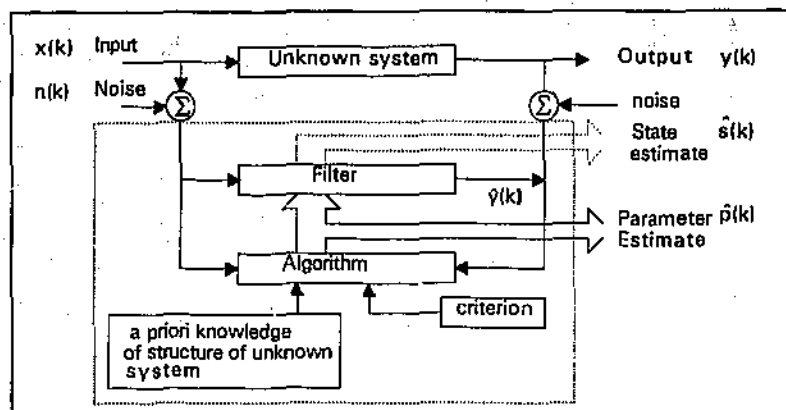 x(k) Input
Unknown system
Output y(k)
n(k) Noise
Σ
Σ
noise
State ŝ(k)
estimate
Filter
ŷ(k)
Parameter p̂(k)
Estimate
Algorithm
criterion
a priori knowledge
of structure of unknown
system